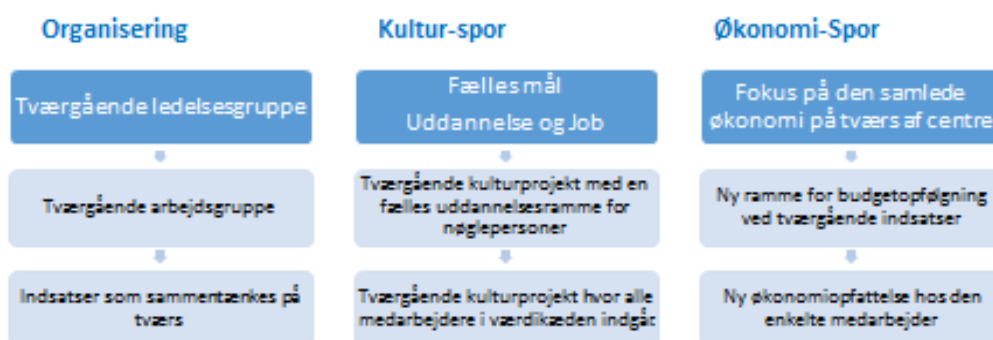 Organisering
Kultur-spor
Økonomi-Spor
Tværgående ledelsesgruppe
Fælles mål
Uddannelse og Job
Fokus på den samlede
økonomi på tværs af centre
Tværgående arbejdsgruppe
Tværgående kulturprojekt med en
fælles uddannelsesramme for
nøglepersoner
Ny ramme for budgetopfølgning
ved tværgående indsatser
Indsatser som sammentænkes på
tværs
Tværgående kulturprojekt hvor alle
medarbejdere i værdikæden indgår
Ny økonomiopfattelse hos den
enkelte medarbejder